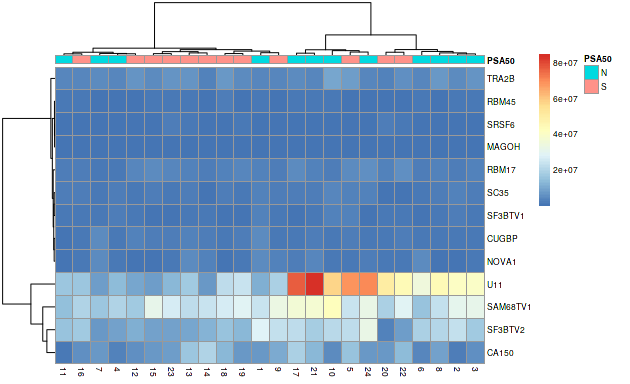 PSA50
TRA2B
RBM45
SRSF6
MAGOH
RBM17
SC35
SF3BTV1
CUGBP
NOVA1
U11
SAM68TV1
SF3BTV2
CA150
11 16 7 4 12 15 23 13 14 18 19 1 9 17 21 10 5 24 20 22 6 8 2 3
8e+07
6e+07
4e+07
2e+07
PSA50
N
S